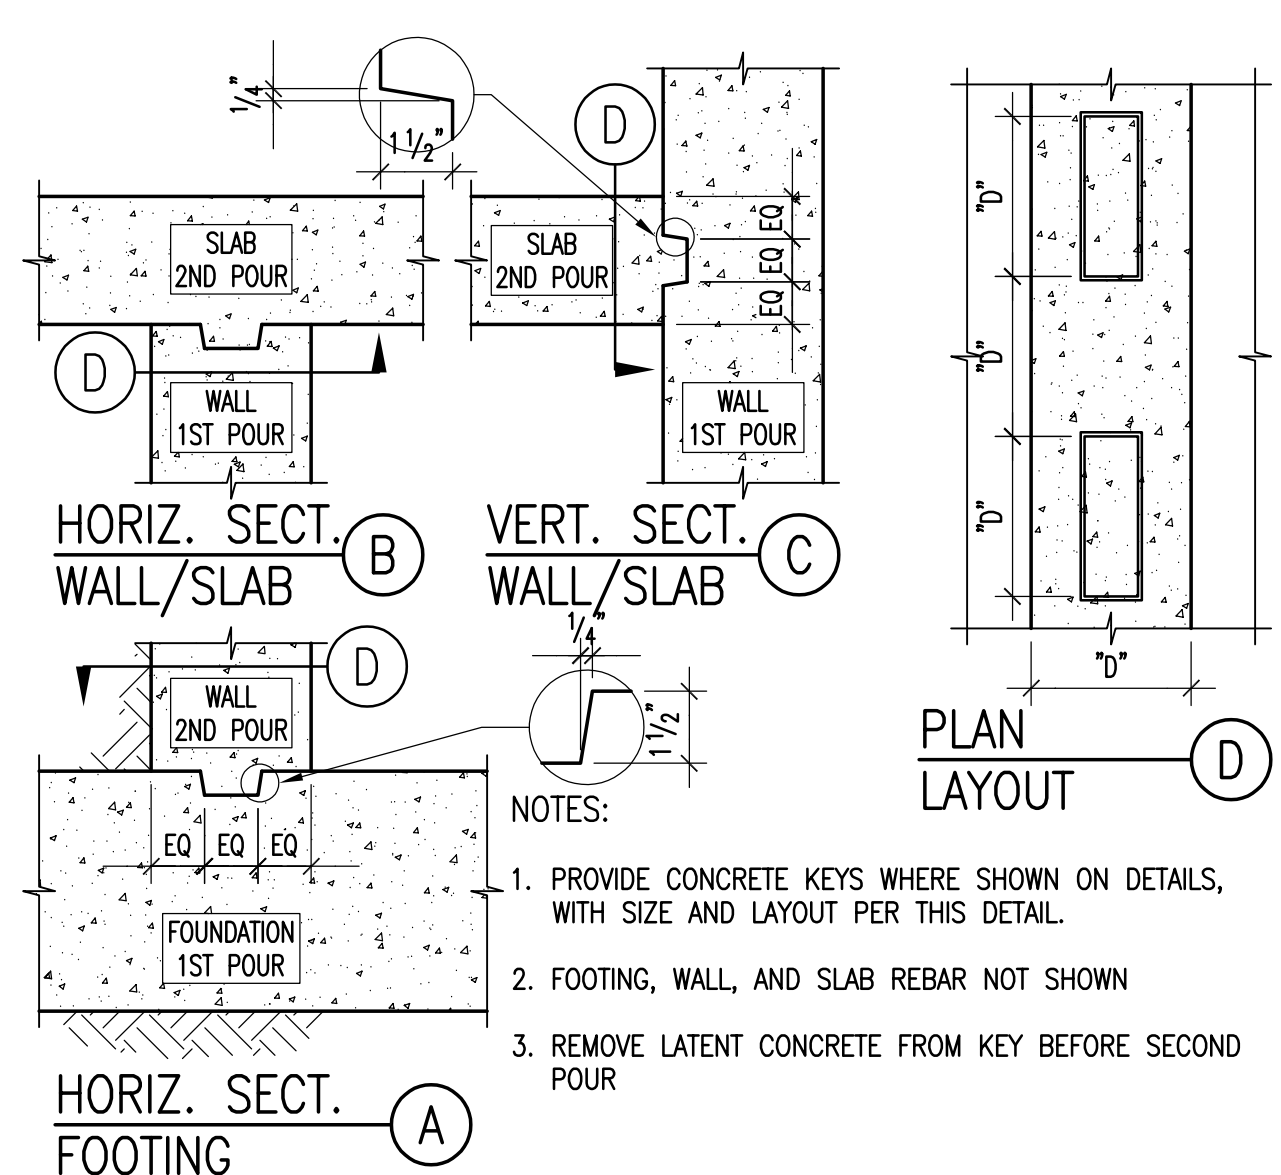 1/4"
1 1/2"
D
SLAB
2ND POUR
D
WALL
1ST POUR
HORIZ. SECT.
WALL/SLAB
B
SLAB
2ND POUR
EQ
EQ
EQ
WALL
1ST POUR
VERT. SECT.
WALL/SLAB
C
"D"
"D"
"D"
"D"
PLAN
LAYOUT
D
D
WALL
2ND POUR
1/4"
1 1/2"
EQ EQ EQ
FOUNDATION
1ST POUR
HORIZ. SECT.
FOOTING
A
NOTES:
1. PROVIDE CONCRETE KEYS WHERE SHOWN ON DETAILS,
WITH SIZE AND LAYOUT PER THIS DETAIL.
2. FOOTING, WALL, AND SLAB REBAR NOT SHOWN
3. REMOVE LATENT CONCRETE FROM KEY BEFORE SECOND
POUR